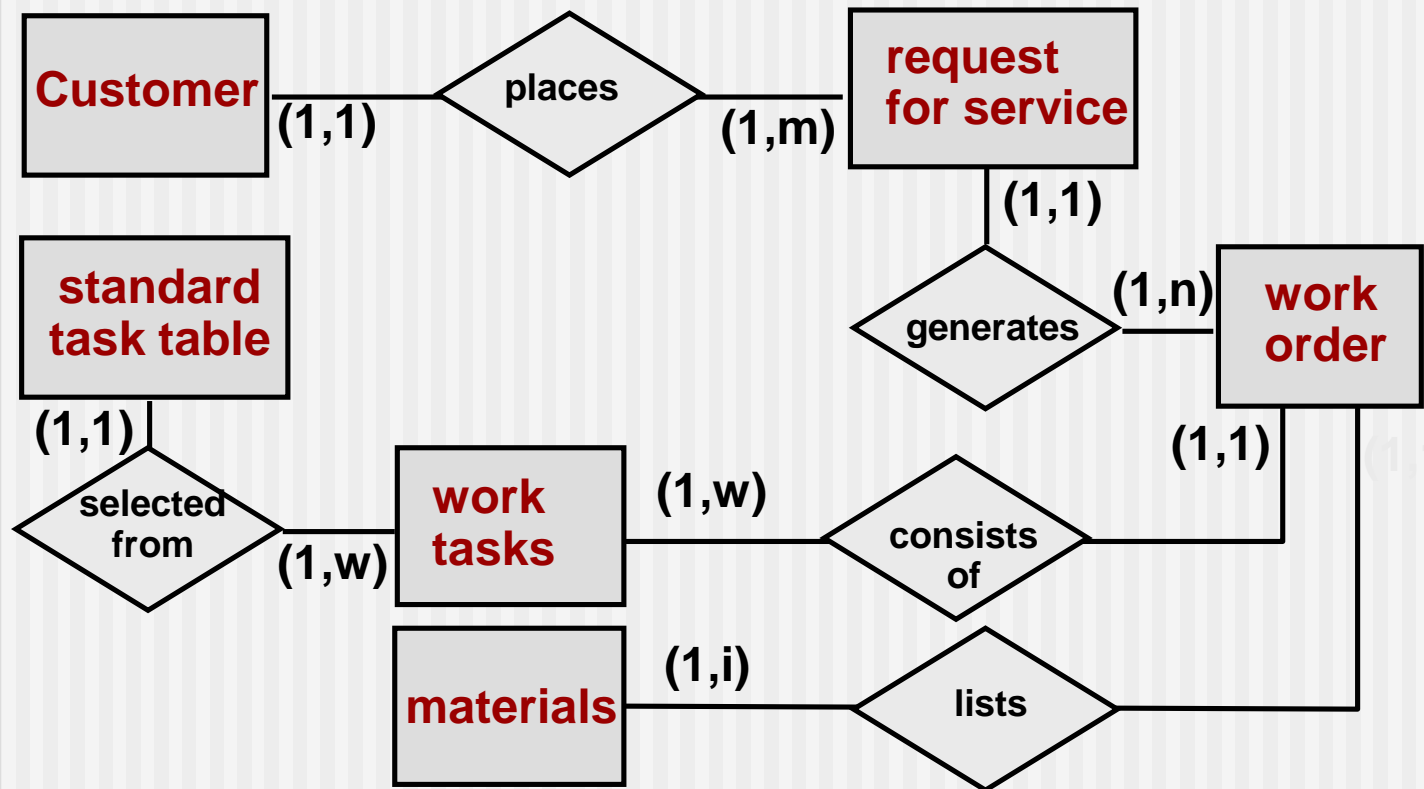 Customer
(1,1)
places
(1,m)
request
for service
(1,1)
standard
task table
(1,1)
generates
(1,n)
work
order
(1,1)
selected
from
(1,w)
work
tasks
(1,w)
consists
of
materials
(1,i)
lists